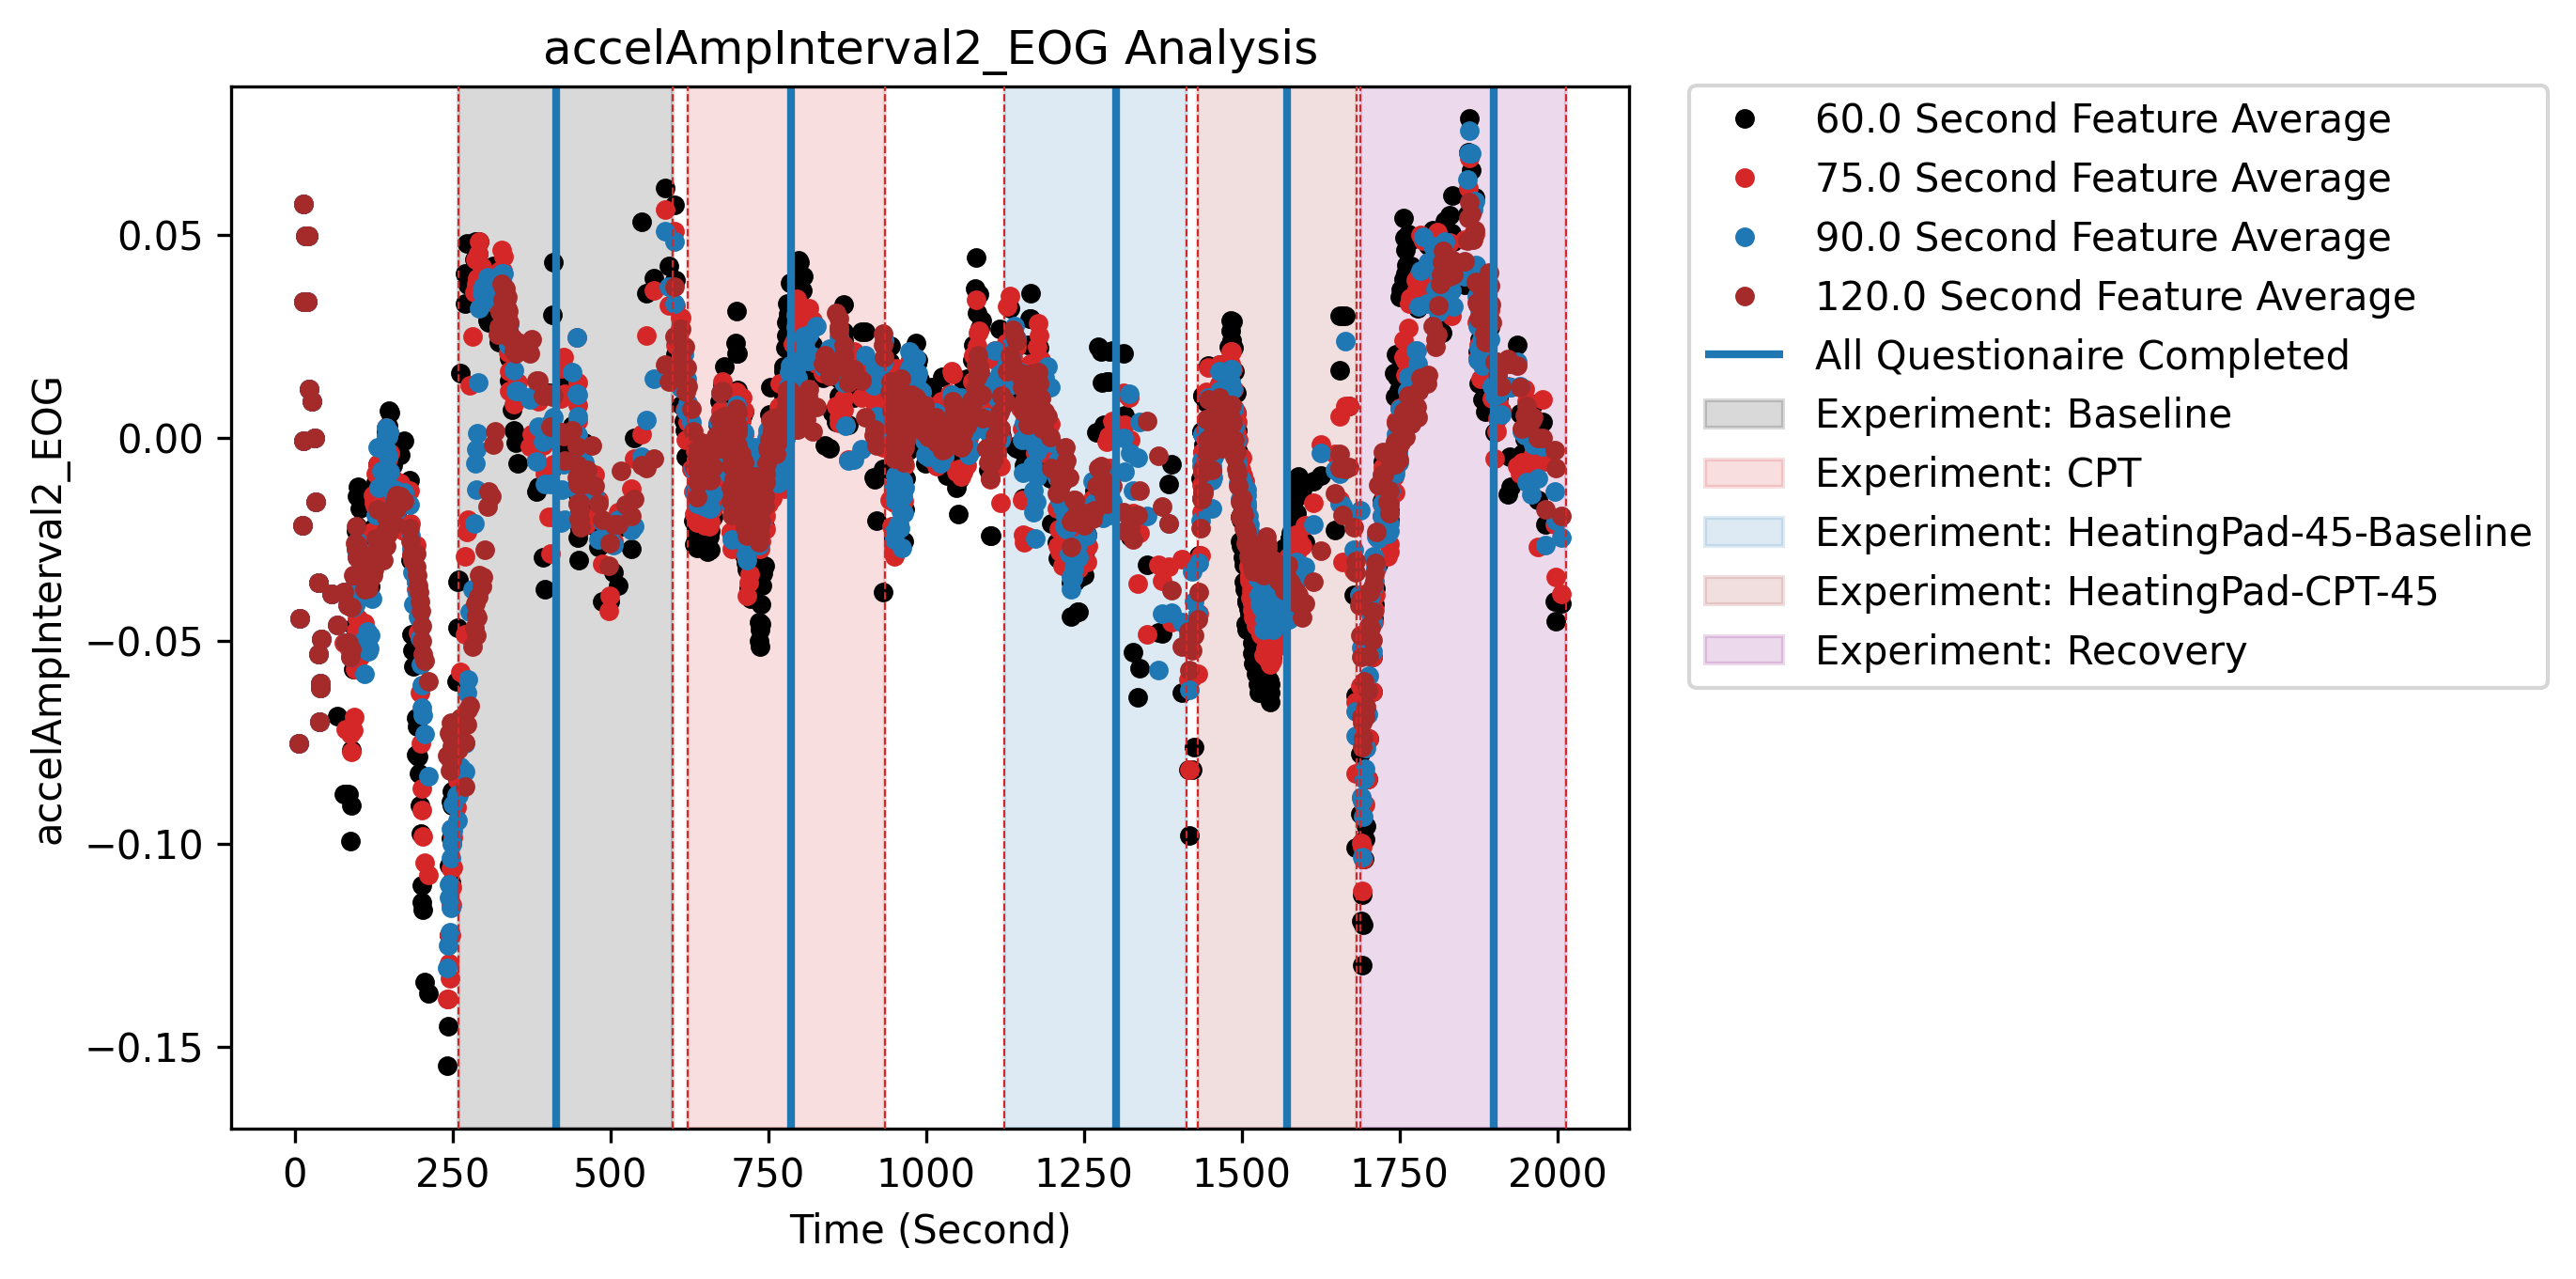 accelAmpInterval2_EOG Analysis
accelAmpInterval2_EOG
0.05
0.00
−0.05
−0.10
−0.15
0 250 500 750 1000 1250 1500 1750 2000
Time (Second)
60.0 Second Feature Average
75.0 Second Feature Average
90.0 Second Feature Average
120.0 Second Feature Average
All Questionaire Completed
Experiment: Baseline
Experiment: CPT
Experiment: HeatingPad-45-Baseline
Experiment: HeatingPad-CPT-45
Experiment: Recovery